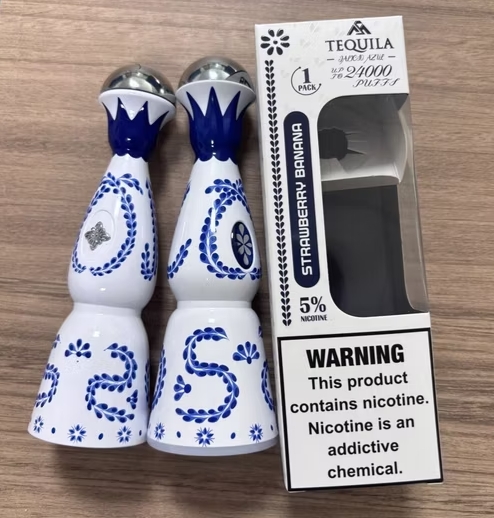 TEQUILA
UP
TO 24000
PUFFS
1
PACK
STRAWBERRY BANANA
5%
NICOTINE
WARNING
This product
contains nicotine.
Nicotine is an
addictive
chemical.